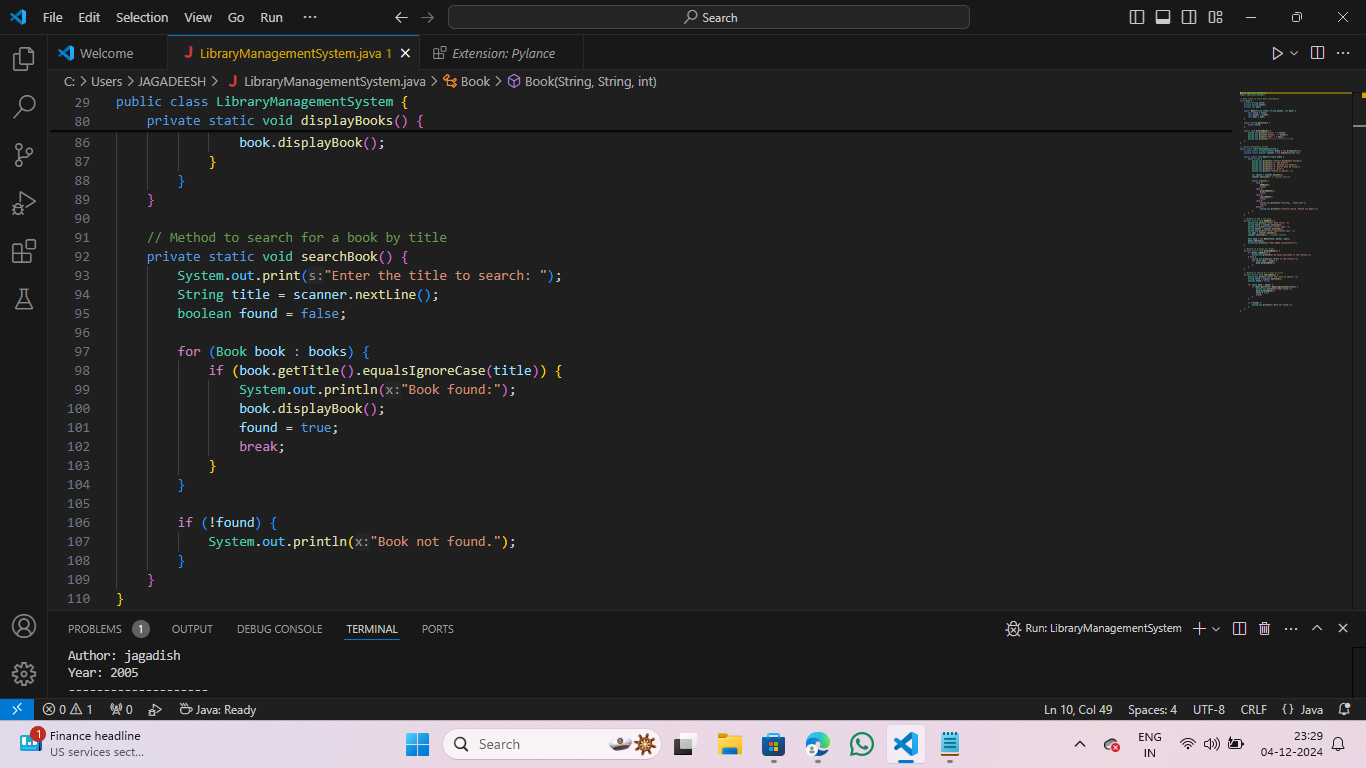 File Edit Selection View Go Run ··· Search
Welcome LibraryManagementSystem.java 1 Extension: Pylance
C: > Users > JAGADEESH > LibraryManagementSystem.java > Book > Book(String, String, int)
29 public class LibraryManagementSystem {
80 private static void displayBooks() {
86 book.displayBook();
87 }
88 }
89 }
90
91 // Method to search for a book by title
92 private static void searchBook() {
93 System.out.print(s:"Enter the title to search: ");
94 String title = scanner.nextLine();
95 boolean found = false;
96
97 for (Book book : books) {
98 if (book.getTitle().equalsIgnoreCase(title)) {
99 System.out.println(x:"Book found:");
100 book.displayBook();
101 found = true;
102 break;
103 }
104 }
105
106 if (!found) {
107 System.out.println(x:"Book not found.");
108 }
109 }
110 }
PROBLEMS 1 OUTPUT DEBUG CONSOLE TERMINAL PORTS Run: LibraryManagementSystem
Author: jagadish
Year: 2005
--------------------
0 1 0 Java: Ready Ln 10, Col 49 Spaces: 4 UTF-8 CRLF {} Java
1 Finance headline
US services sect...
Search
ENG
IN
23:29
04-12-2024